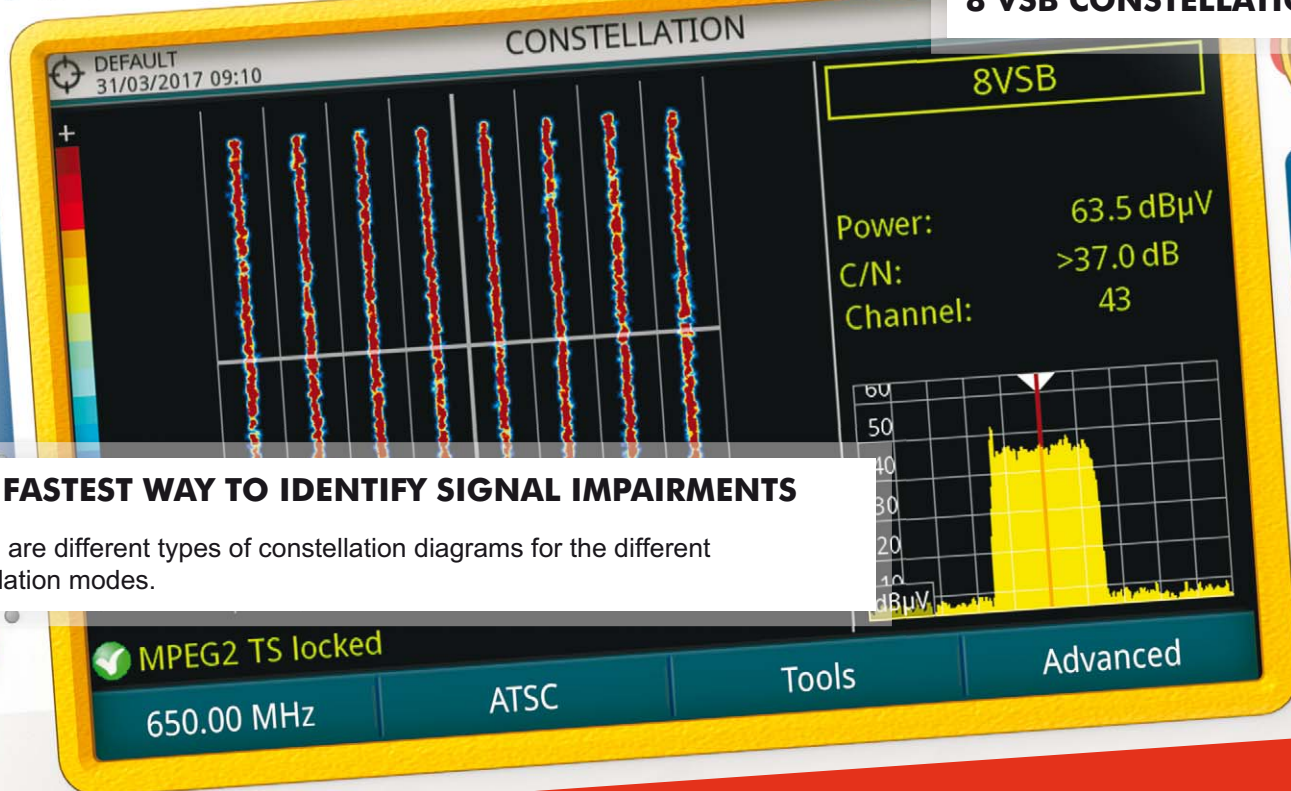 8 VSB CONSTELLATIO
DEFAULT
31/03/2017 09:10
CONSTELLATION
+
8VSB
Power: 63.5 dBµV
C/N: >37.0 dB
Channel: 43
60
50
40
30
20
10
dBµV
FASTEST WAY TO IDENTIFY SIGNAL IMPAIRMENTS
are different types of constellation diagrams for the different
lation modes.
MPEG2 TS locked
650.00 MHz
ATSC
Tools
Advanced